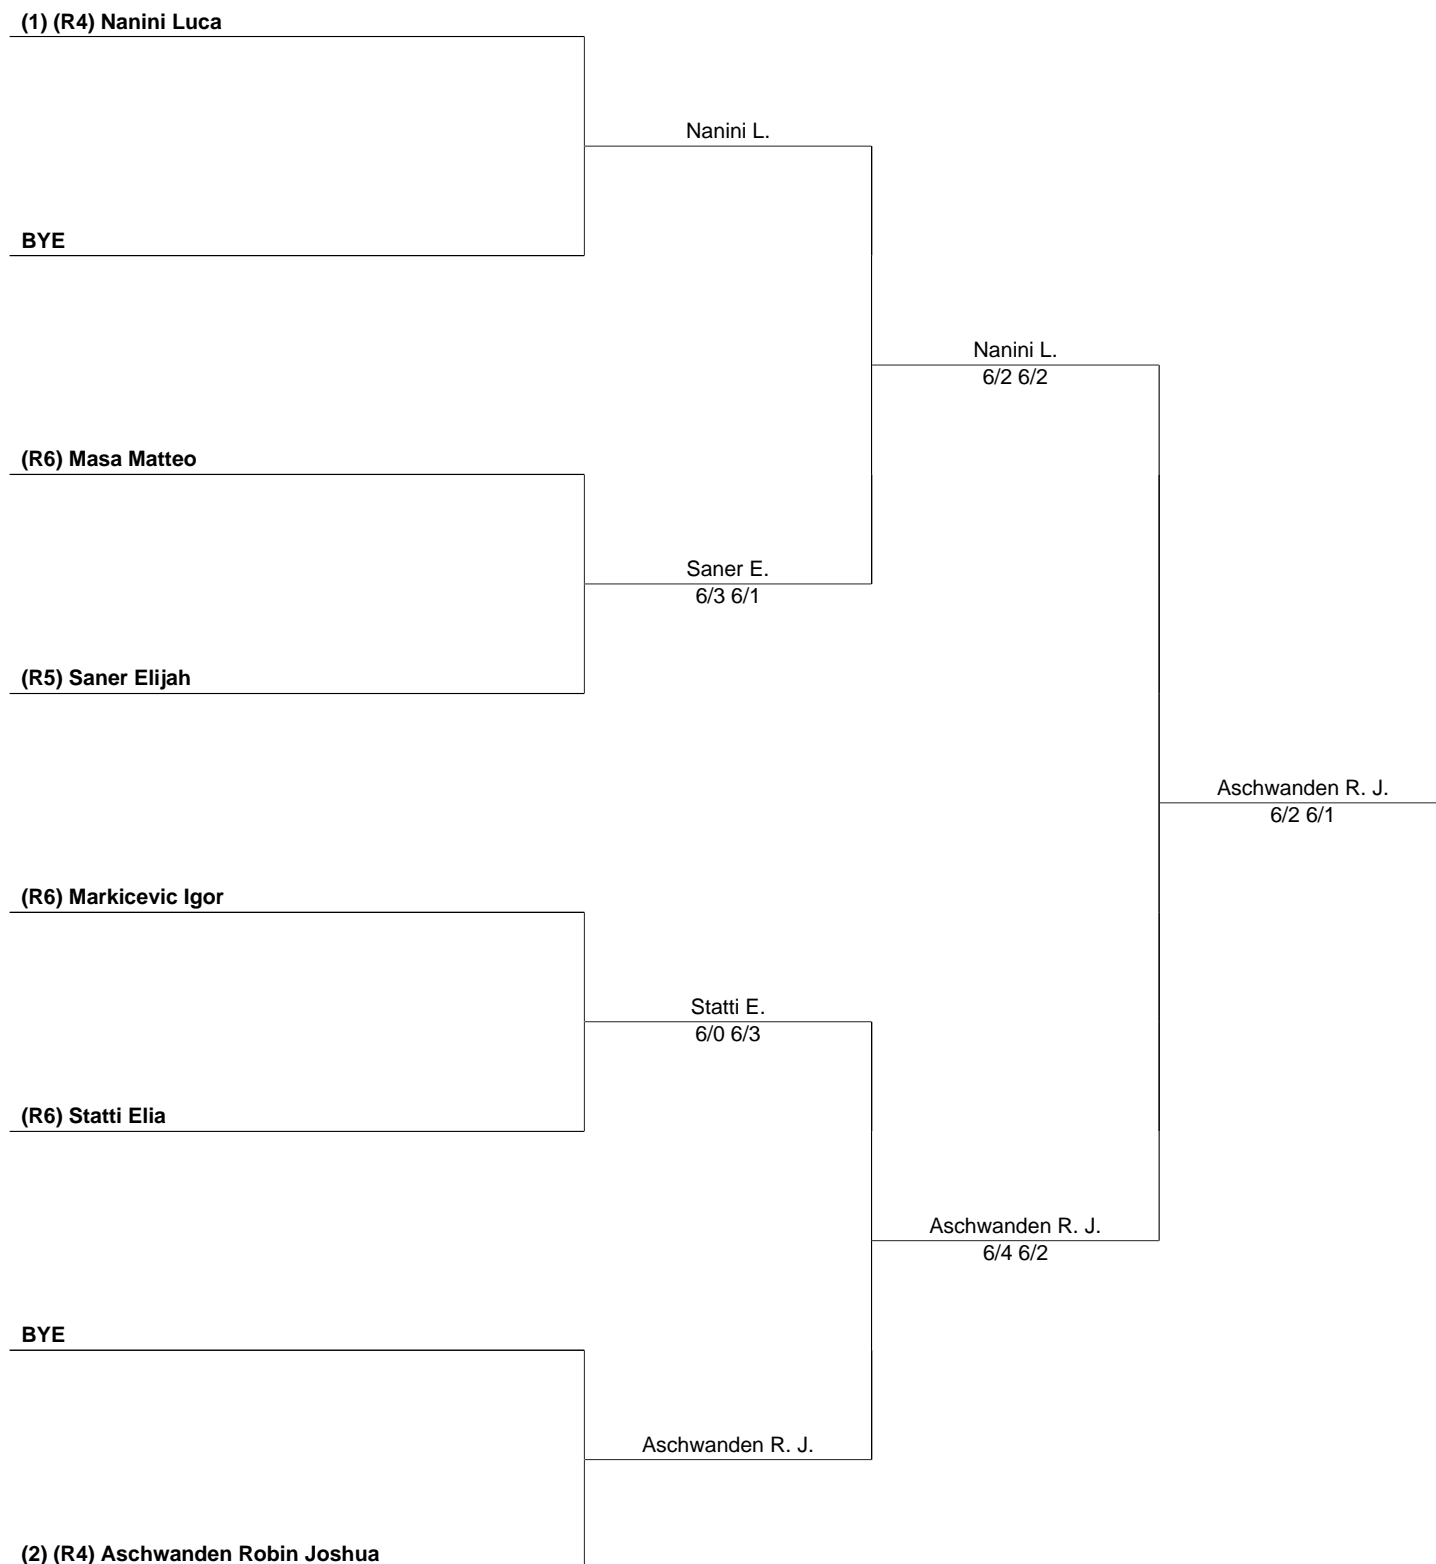 (1) (R4) Nanini Luca
Nanini L.
BYE
Nanini L.
6/2 6/2
(R6) Masa Matteo
Saner E.
6/3 6/1
(R5) Saner Elijah
Aschwanden R. J.
6/2 6/1
(R6) Markicevic Igor
Statti E.
6/0 6/3
(R6) Statti Elia
Aschwanden R. J.
6/4 6/2
BYE
Aschwanden R. J.
(2) (R4) Aschwanden Robin Joshua